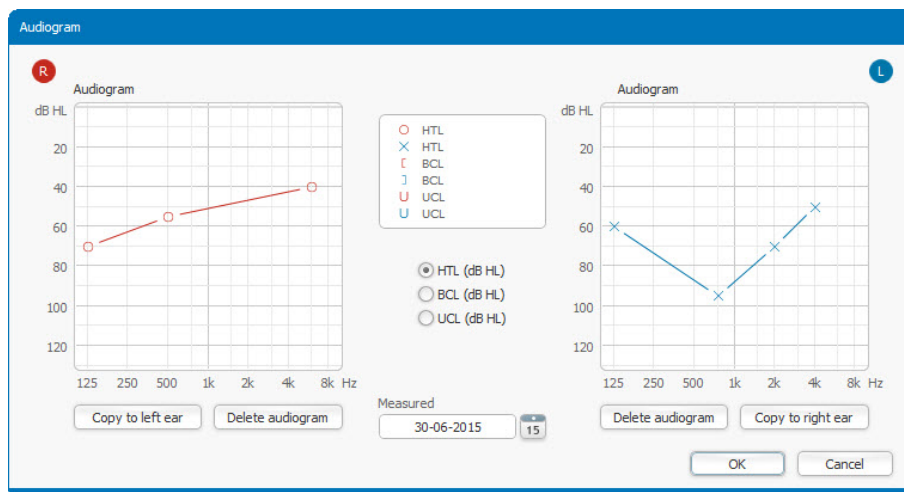 Audiogram
R
L
Audiogram
Audiogram
dB HL
20
40
60
80
100
120
125 250 500 1k 2k 4k 8k Hz
Copy to left ear
Delete audiogram
HTL
HTL
BCL
BCL
UCL
UCL
HTL (dB HL)
BCL (dB HL)
UCL (dB HL)
Measured
30-06-2015
15
dB HL
20
40
60
80
100
120
125 250 500 1k 2k 4k 8k Hz
Delete audiogram
Copy to right ear
OK
Cancel